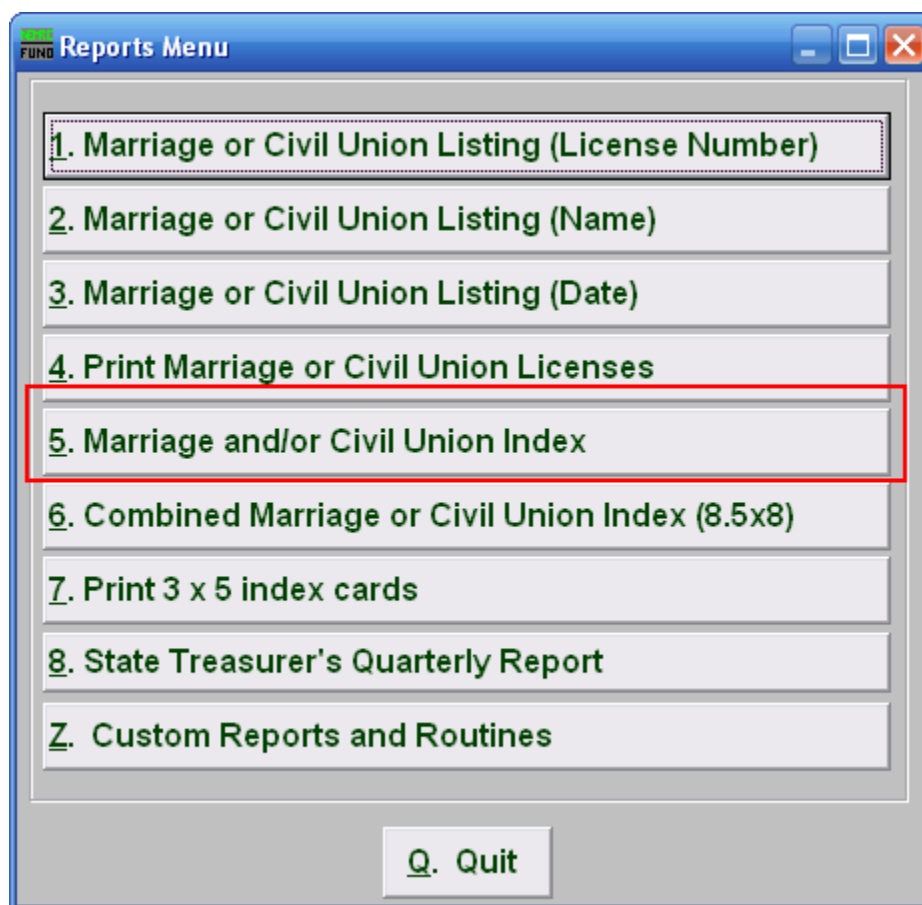 FUND Reports Menu
1. Marriage or Civil Union Listing (License Number)
2. Marriage or Civil Union Listing (Name)
3. Marriage or Civil Union Listing (Date)
4. Print Marriage or Civil Union Licenses
5. Marriage and/or Civil Union Index
6. Combined Marriage or Civil Union Index (8.5x8)
7. Print 3 x 5 index cards
8. State Treasurer's Quarterly Report
Z. Custom Reports and Routines
Q. Quit